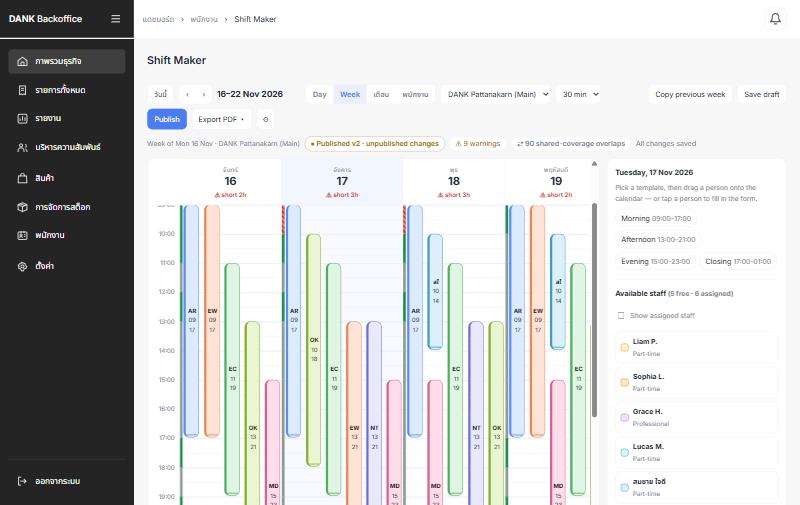 DANK Backoffice
แดชบอร์ด › พนักงาน › Shift Maker
ภาพรวมธุรกิจ
รายการทั้งหมด
รายงาน
บริหารความสัมพันธ์
สินค้า
การจัดการสต็อก
พนักงาน
ตั้งค่า
ออกจากระบบ
Shift Maker
วันนี้ ‹ › 16–22 Nov 2026 Day Week เดือน พนักงาน DANK Pattanakarn (Main) 30 min Copy previous week Save draft
Publish Export PDF
Week of Mon 16 Nov · DANK Pattanakarn (Main) Published v2 · unpublished changes 9 warnings 90 shared-coverage overlaps All changes saved
จันทร์ อังคาร พุธ พฤหัสบดี
16 17 18 19
short 2h short 3h short 3h short 2h
10:00
11:00
12:00
13:00
14:00
15:00
16:00
17:00
18:00
19:00
AR 09 17
EW 09 17
EC 11 19
OK 13 21
MD 15 23
AR 09 17
OK 10 18
EC 11 19
EW 13 21
NT 13 21
MD 15 23
AR 09 17
10 14
EC 11 19
MD 15 23
NT 13 21
OK 13 21
AR 09 17
EW 09 17
10 14
EC 11 19
MD 15 23
Tuesday, 17 Nov 2026
Pick a template, then drag a person onto the
calendar — or tap a person to fill in the form.
Morning 09:00–17:00
Afternoon 13:00–21:00
Evening 15:00–23:00 Closing 17:00–01:00
Available staff (5 free · 6 assigned)
Show assigned staff
Liam P.
Part-time
Sophia L.
Part-time
Grace H.
Professional
Lucas M.
Part-time
สมชาย ใจดี
Part-time